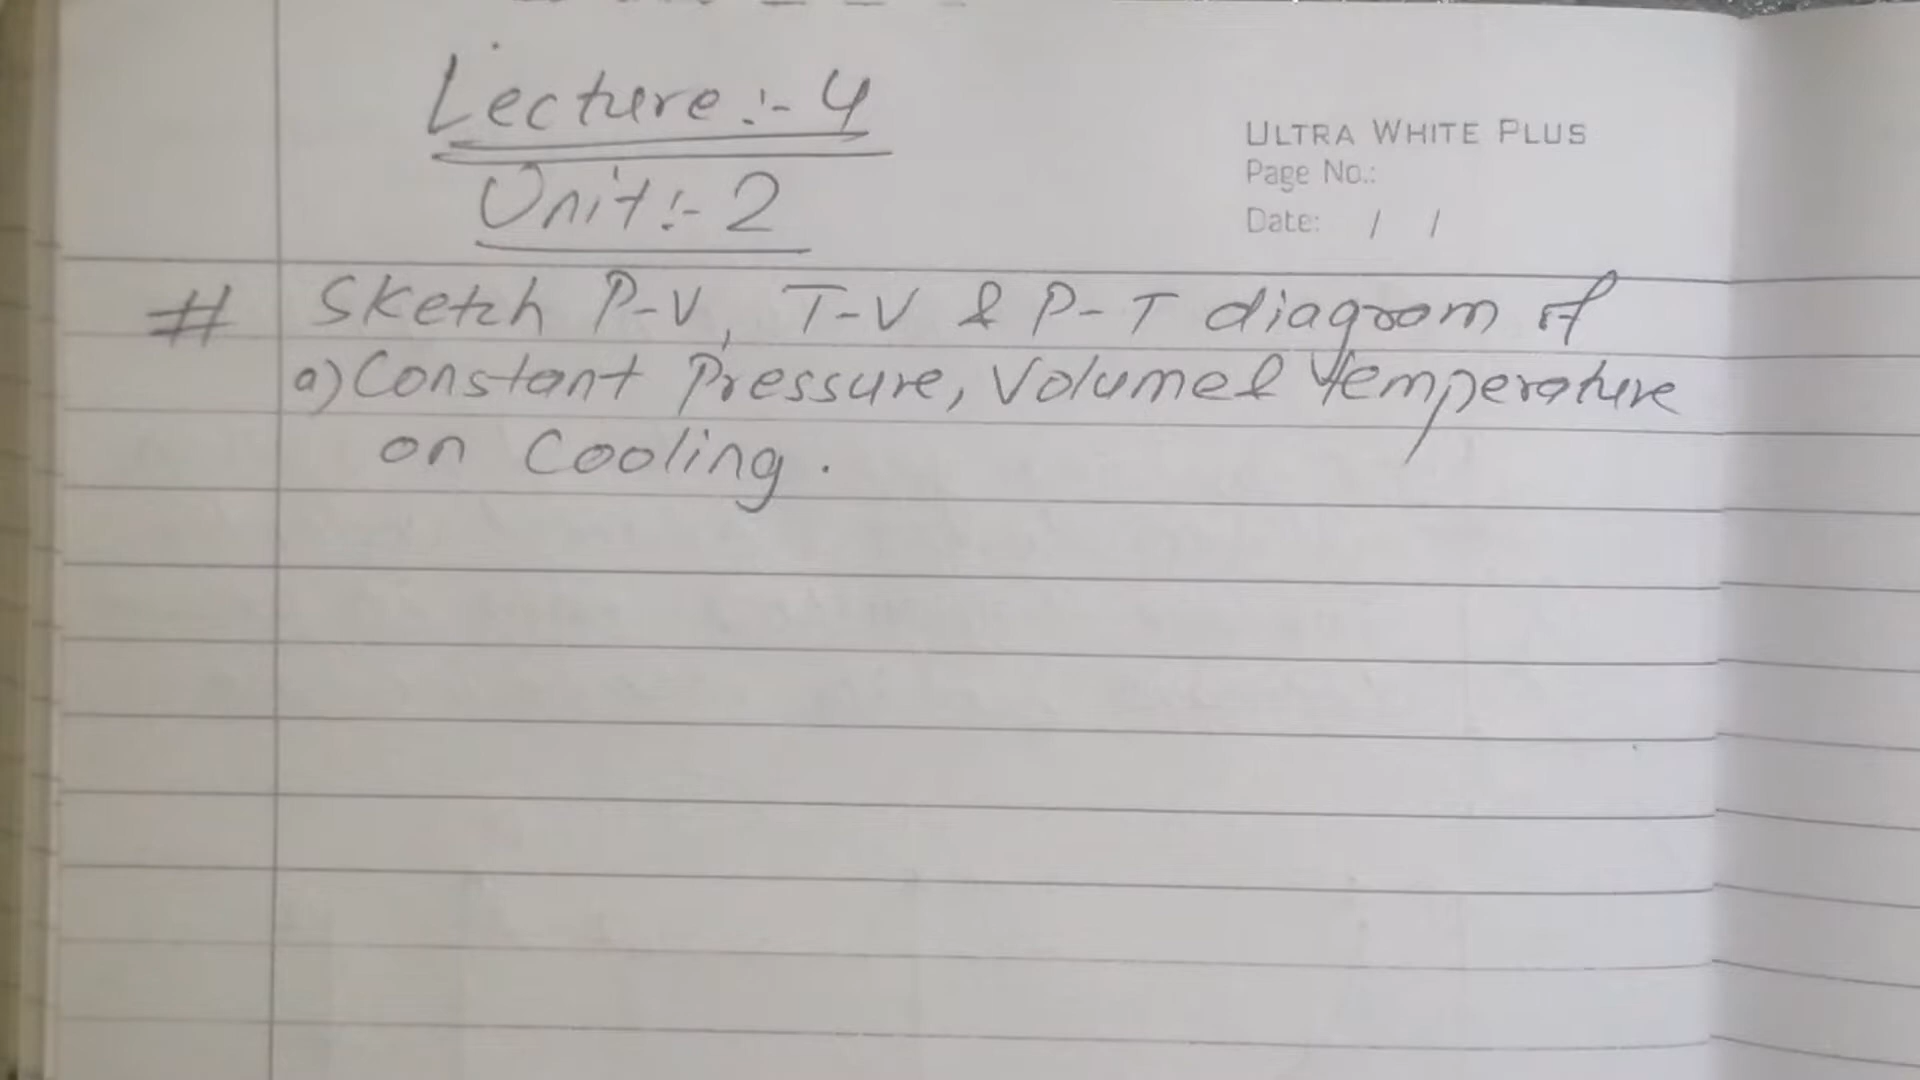 Lecture:- 4
ULTRA WHITE PLUS
Page No.:
Unit:- 2
Date: / /
# Sketch P-V, T-V & P-T diagram of
a) Constant Pressure, Volume & temperature
on cooling.